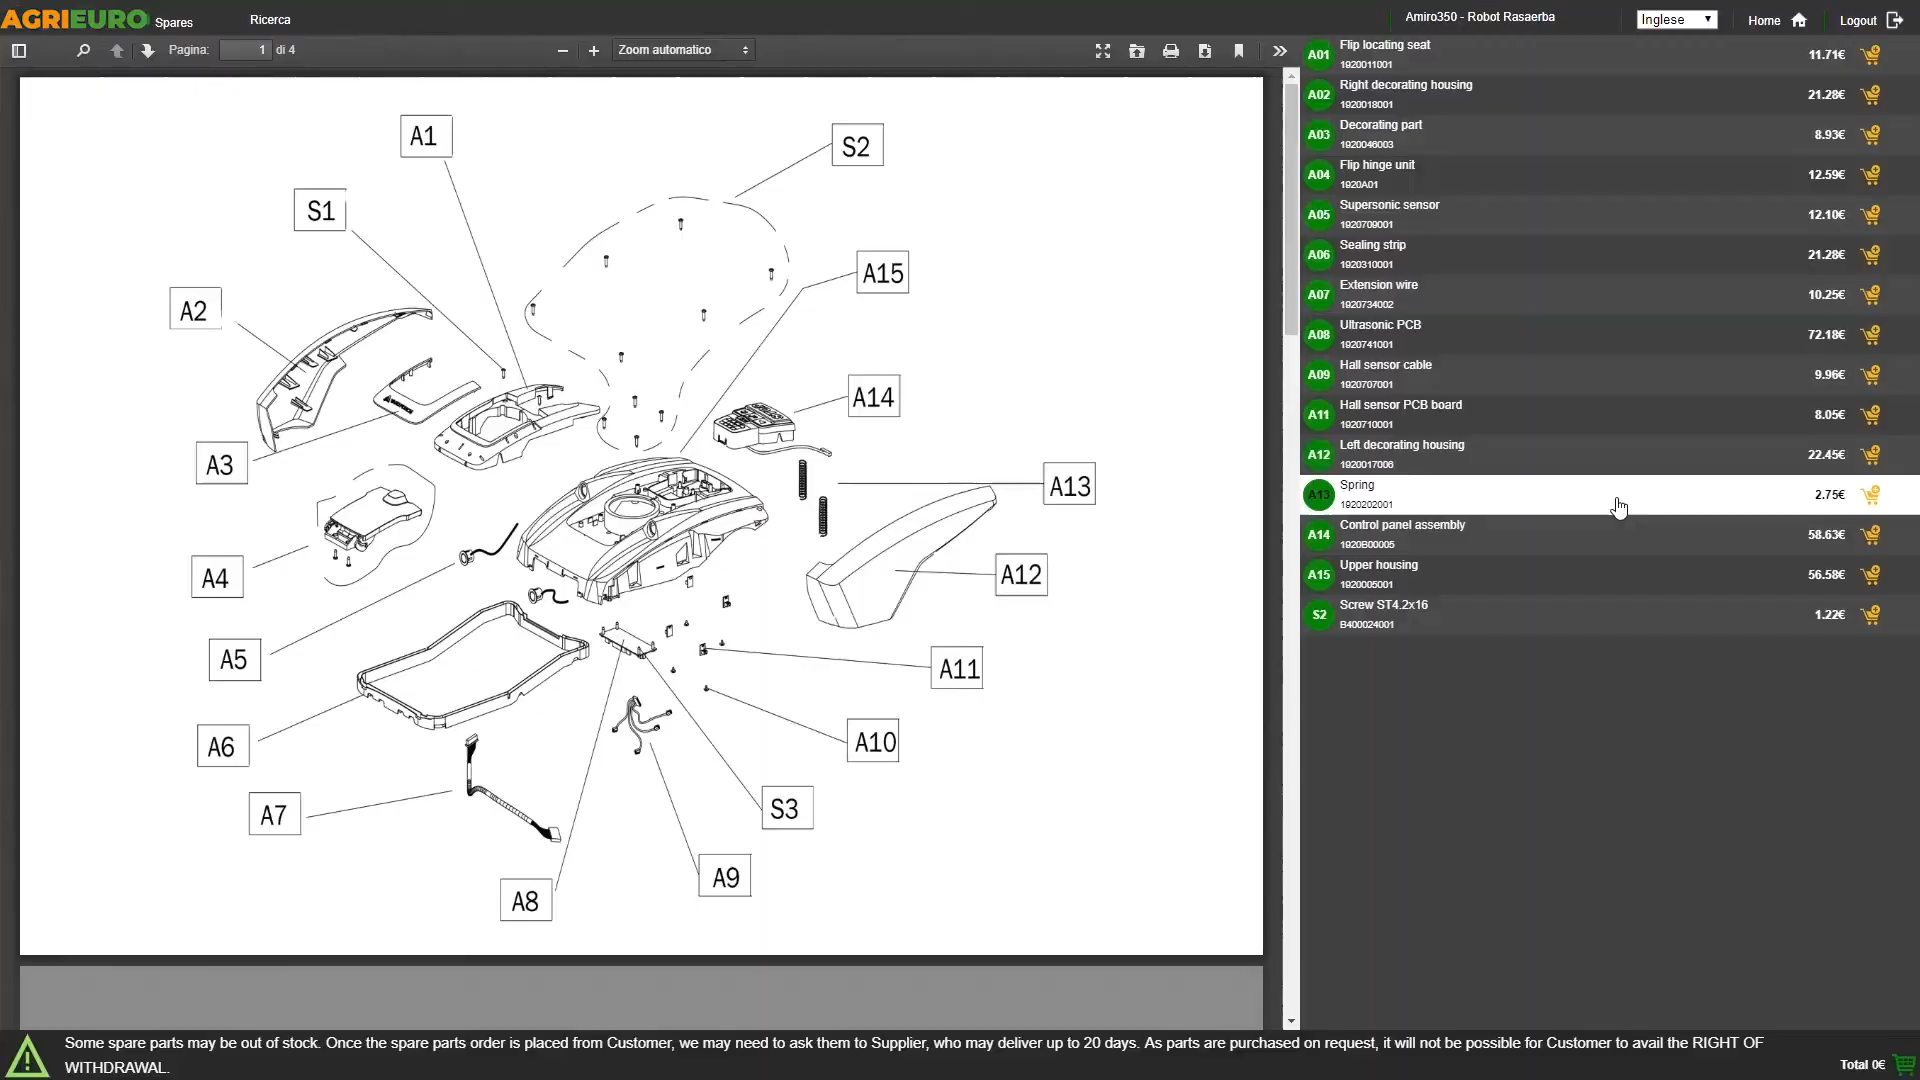 AGRIEURO Spares
Ricerca
Amiro350 - Robot Rasaerba
Inglese
Home
Logout
Pagina: 1 di 4
Zoom automatico
A1
S2
S1
A15
A2
A14
A3
A13
A4
A12
A5
A11
A6
A10
A7
S3
A9
A8
A01 Flip locating seat 11.71€
1920011001
A02 Right decorating housing 21.28€
1920018001
A03 Decorating part 8.93€
1920046003
A04 Flip hinge unit 12.59€
1920A01
A05 Supersonic sensor 12.10€
1920709001
A06 Sealing strip 21.28€
1920310001
A07 Extension wire 10.25€
1920734002
A08 Ultrasonic PCB 72.18€
1920741001
A09 Hall sensor cable 9.96€
1920707001
A11 Hall sensor PCB board 8.05€
1920710001
A12 Left decorating housing 22.45€
1920017006
A13 Spring 2.75€
1920202001
A14 Control panel assembly 58.63€
1920B00005
A15 Upper housing 56.58€
1920005001
S2 Screw ST4.2x16 1.22€
B400024001
Some spare parts may be out of stock. Once the spare parts order is placed from Customer, we may need to ask them to Supplier, who may deliver up to 20 days. As parts are purchased on request, it will not be possible for Customer to avail the RIGHT OF
WITHDRAWAL.
Total 0€